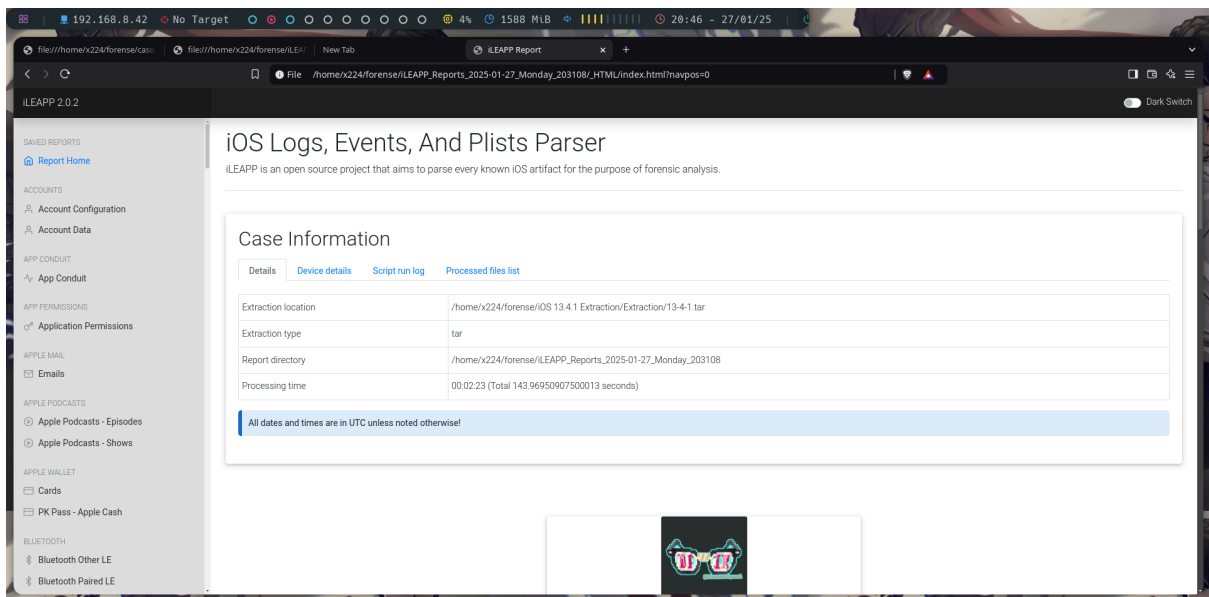 192.168.8.42 No Target 4% 1588 MiB 20:46 - 27/01/25
file:///home/x224/forense/caso_ file:///home/x224/forense/iLEAF New Tab iLEAPP Report x +
File /home/x224/forense/iLEAPP_Reports_2025-01-27_Monday_203108/_HTML/index.html?navpos=0
iLEAPP 2.0.2 Dark Switch
SAVED REPORTS
Report Home
ACCOUNTS
Account Configuration
Account Data
APP CONDUIT
App Conduit
APP PERMISSIONS
Application Permissions
APPLE MAIL
Emails
APPLE PODCASTS
Apple Podcasts - Episodes
Apple Podcasts - Shows
APPLE WALLET
Cards
PK Pass - Apple Cash
BLUETOOTH
Bluetooth Other LE
Bluetooth Paired LE
iOS Logs, Events, And Plists Parser
iLEAPP is an open source project that aims to parse every known iOS artifact for the purpose of forensic analysis.
Case Information
Details Device details Script run log Processed files list
Extraction location /home/x224/forense/iOS 13.4.1 Extraction/Extraction/13-4-1.tar
Extraction type tar
Report directory /home/x224/forense/iLEAPP_Reports_2025-01-27_Monday_203108
Processing time 00:02:23 (Total 143.96950907500013 seconds)
All dates and times are in UTC unless noted otherwise!
DF IR